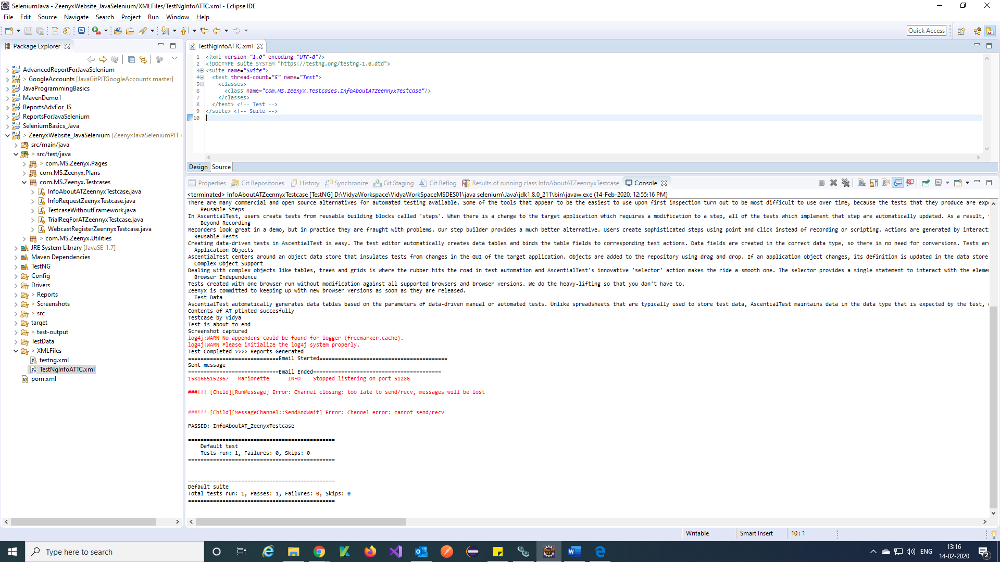 SeleniumJava - ZeenyxWebsite_JavaSelenium/XMLFiles/TestNgInfoATTC.xml - Eclipse IDE
File Edit Source Navigate Search Project Run Window Help
Quick Access
Package Explorer
AdvancedReportForJavaSelenium
> GoogleAccounts [JavaGitPJTGoogleAccounts master]
JavaProgrammingBasics
MavenDemo1
ReportsAdvFor_JS
ReportsForJavaSelenium
SeleniumBasics_Java
> ZeenyxWebsite_JavaSelenium [ZeenyxJavaSeleniumPJT
src/main/java
> src/test/java
> com.MS.Zeenyx.Pages
com.MS.Zeenyx.Plans
com.MS.Zeenyx.Testcases
InfoAboutATZeennyxTestcase.java
InfoRequestZeenyxTestcase.java
TestcaseWithoutFramework.java
TrialReqForATZeennyxTestcase.java
WebcastRegisterZeennyxTestcase.java
> com.MS.Zeenyx.Utilities
JRE System Library [JavaSE-1.7]
Maven Dependencies
TestNG
Config
Drivers
> Reports
> Screenshots
> src
target
> test-output
TestData
> XMLFiles
testng.xml
TestNgInfoATTC.xml
pom.xml
TestNgInfoATTC.xml
1 <?xml version="1.0" encoding="UTF-8"?>
2 <!DOCTYPE suite SYSTEM "https://testng.org/testng-1.0.dtd">
3 <suite name="Suite">
4 <test thread-count="5" name="Test">
5 <classes>
6 <class name="com.MS.Zeenyx.Testcases.InfoAboutATZeennyxTestcase"/>
7 </classes>
8 </test> <!-- Test -->
9 </suite> <!-- Suite -->
10
Design Source
Properties Git Repositories History Synchronize Git Staging Git Reflog Results of running class InfoAboutATZeennyxTestcase Console
<terminated> InfoAboutATZeennyxTestcase [TestNG] D:\VidyaWorkspace\VidyaWorkSpaceMSDES01\java selenium\Java\jdk1.8.0_211\bin\javaw.exe (14-Feb-2020, 12:55:16 PM)
There are many commercial and open source alternatives for automated testing available. Some of the tools that appear to be the easiest to use upon first inspection turn out to be most difficult to use over time, because the tests that they produce are exp
Reusable Steps
In AscentialTest, users create tests from reusable building blocks called 'steps'. When there is a change to the target application which requires a modification to a step, all of the tests which implement that step are automatically updated. As a result,
Beyond Recording
Recorders look great in a demo, but in practice they are fraught with problems. Our step builder provides a much better alternative. Users create sophisticated steps using point and click instead of recording or scripting. Actions are generated by interacti
Reusable Tests
Creating data-driven tests in AscentialTest is easy. The test editor automatically creates data tables and binds the table fields to corresponding test actions. Data fields are created in the correct data type, so there is no need for conversions. Tests are
Application Objects
AscentialTest centers around an object data store that insulates tests from changes in the GUI of the target application. Objects are added to the repository using drag and drop. If an application object changes, its definition is updated in the data store
Complex Object Support
Dealing with complex objects like tables, trees and grids is where the rubber hits the road in test automation and AscentialTest's innovative 'selector' action makes the ride a smooth one. The selector provides a single statement to interact with the eleme
Browser Independence
Tests created with one browser run without modification against all supported browsers and browser versions. We do the heavy-lifting so that you don't have to.
Zeenyx is committed to keeping up with new browser versions as soon as they are released.
Test Data
AscentialTest automatically generates data tables based on the parameters of data-driven manual or automated tests. Unlike spreadsheets that are typically used to store test data, AscentialTest maintains data in the data type that is expected by the test,
Contents of AT ptinted succesfully
Testcase by vidya
Test is about to end
Screenshot captured
log4j:WARN No appenders could be found for logger (freemarker.cache).
log4j:WARN Please initialize the log4j system properly.
Test Completed >>>> Reports Generated
=============================Email Started=========================================
Sent message
=============================Email Ended=========================================
1581665152367 Marionette INFO Stopped listening on port 51286
###!!! [Child][RunMessage] Error: Channel closing: too late to send/recv, messages will be lost
###!!! [Child][MessageChannel::SendAndWait] Error: Channel error: cannot send/recv
PASSED: InfoAboutAT_ZeenyxTestcase
===============================================
Default test
Tests run: 1, Failures: 0, Skips: 0
===============================================
===============================================
Default suite
Total tests run: 1, Passes: 1, Failures: 0, Skips: 0
===============================================
Writable Smart Insert 10 : 1
Type here to search
ENG
13:16
14-02-2020
2